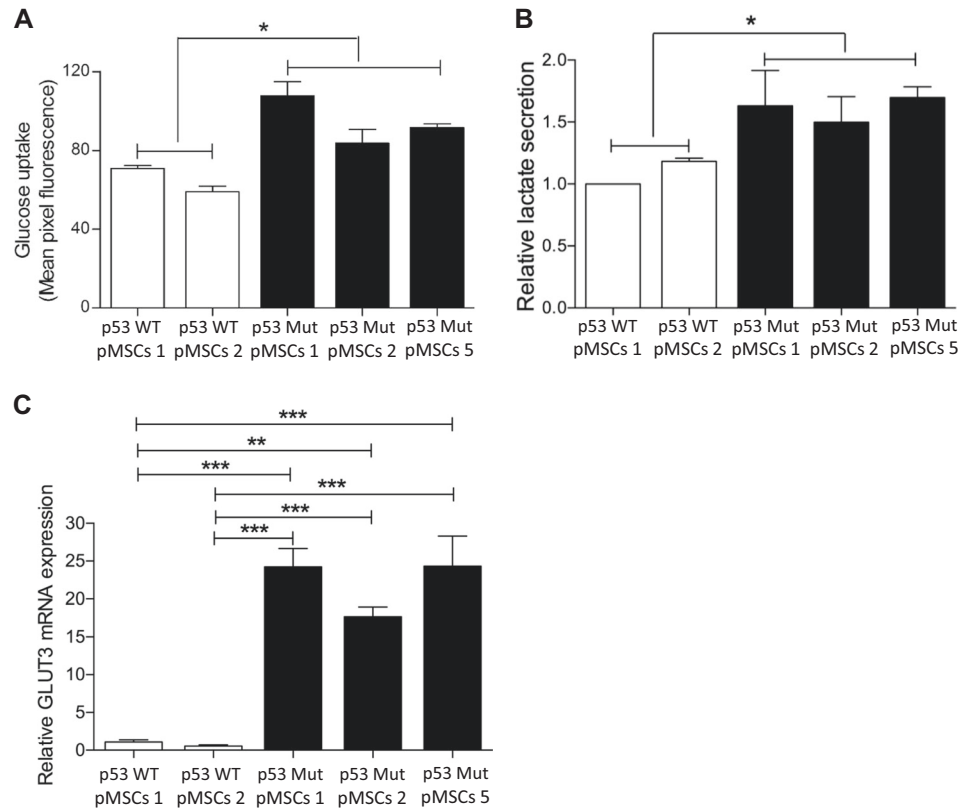 A
*
Glucose uptake
(Mean pixel fluorescence)
120
80
40
0
p53 WT p53 WT p53 Mut p53 Mut p53 Mut
pMSCs 1 pMSCs 2 pMSCs 1 pMSCs 2 pMSCs 5
B
*
Relative lactate secretion
2.0
1.5
1.0
0.5
0.0
p53 WT p53 WT p53 Mut p53 Mut p53 Mut
pMSCs 1 pMSCs 2 pMSCs 1 pMSCs 2 pMSCs 5
C
***
**
***
***
***
***
Relative GLUT3 mRNA expression
30
25
20
15
10
5
0
p53 WT p53 WT p53 Mut p53 Mut p53 Mut
pMSCs 1 pMSCs 2 pMSCs 1 pMSCs 2 pMSCs 5